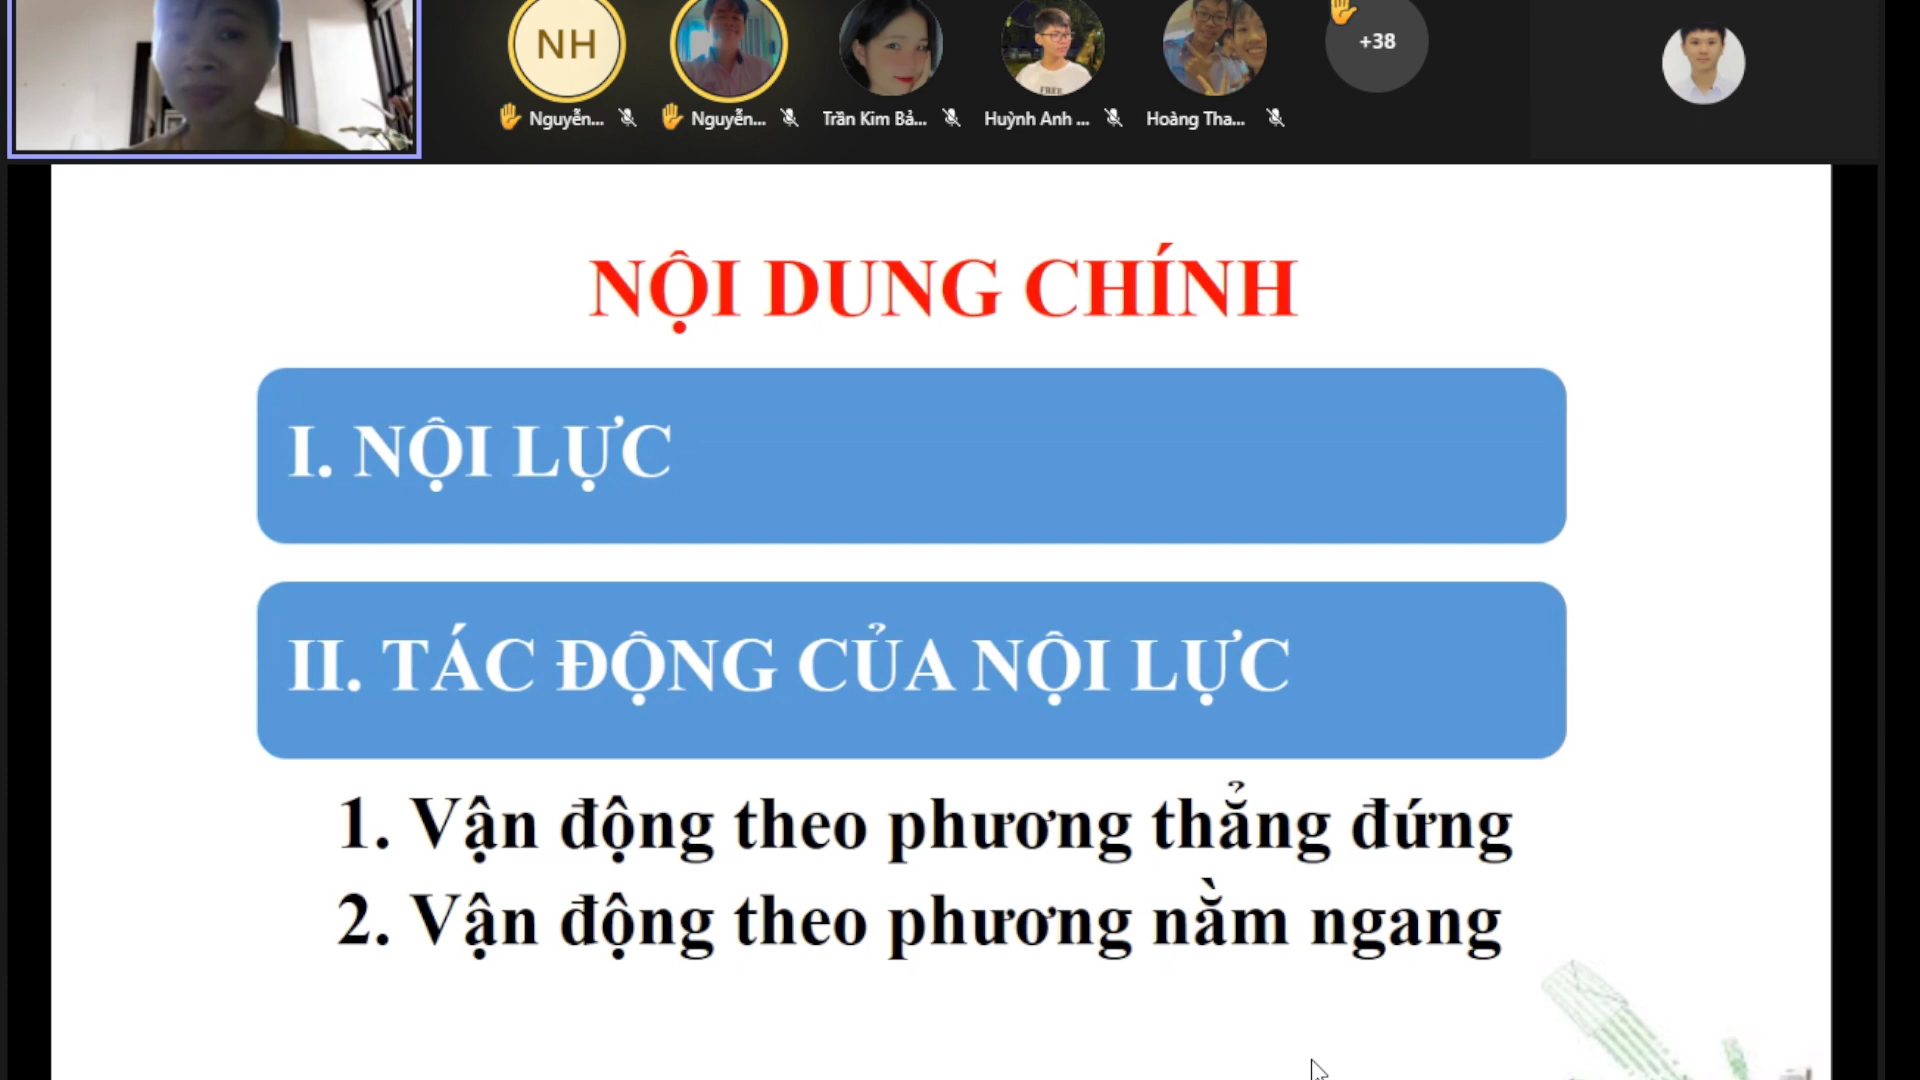 NH
+38
Nguyễn...
Nguyễn...
Trần Kim Bả...
Huỳnh Anh ...
Hoàng Tha...
NỘI DUNG CHÍNH
I. NỘI LỰC
II. TÁC ĐỘNG CỦA NỘI LỰC
1. Vận động theo phương thẳng đứng
2. Vận động theo phương nằm ngang